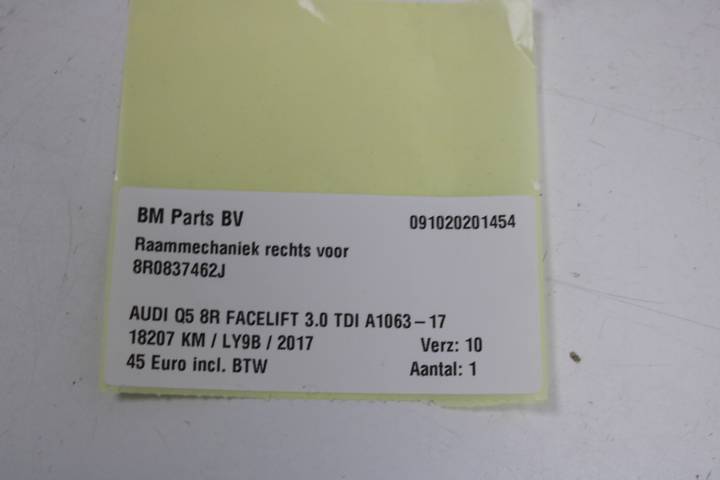 BM Parts BV 091020201454
Raammechaniek rechts voor
8R0837462J
AUDI Q5 8R FACELIFT 3.0 TDI A1063-17
18207 KM / LY9B / 2017 Verz: 10
45 Euro incl. BTW Aantal: 1